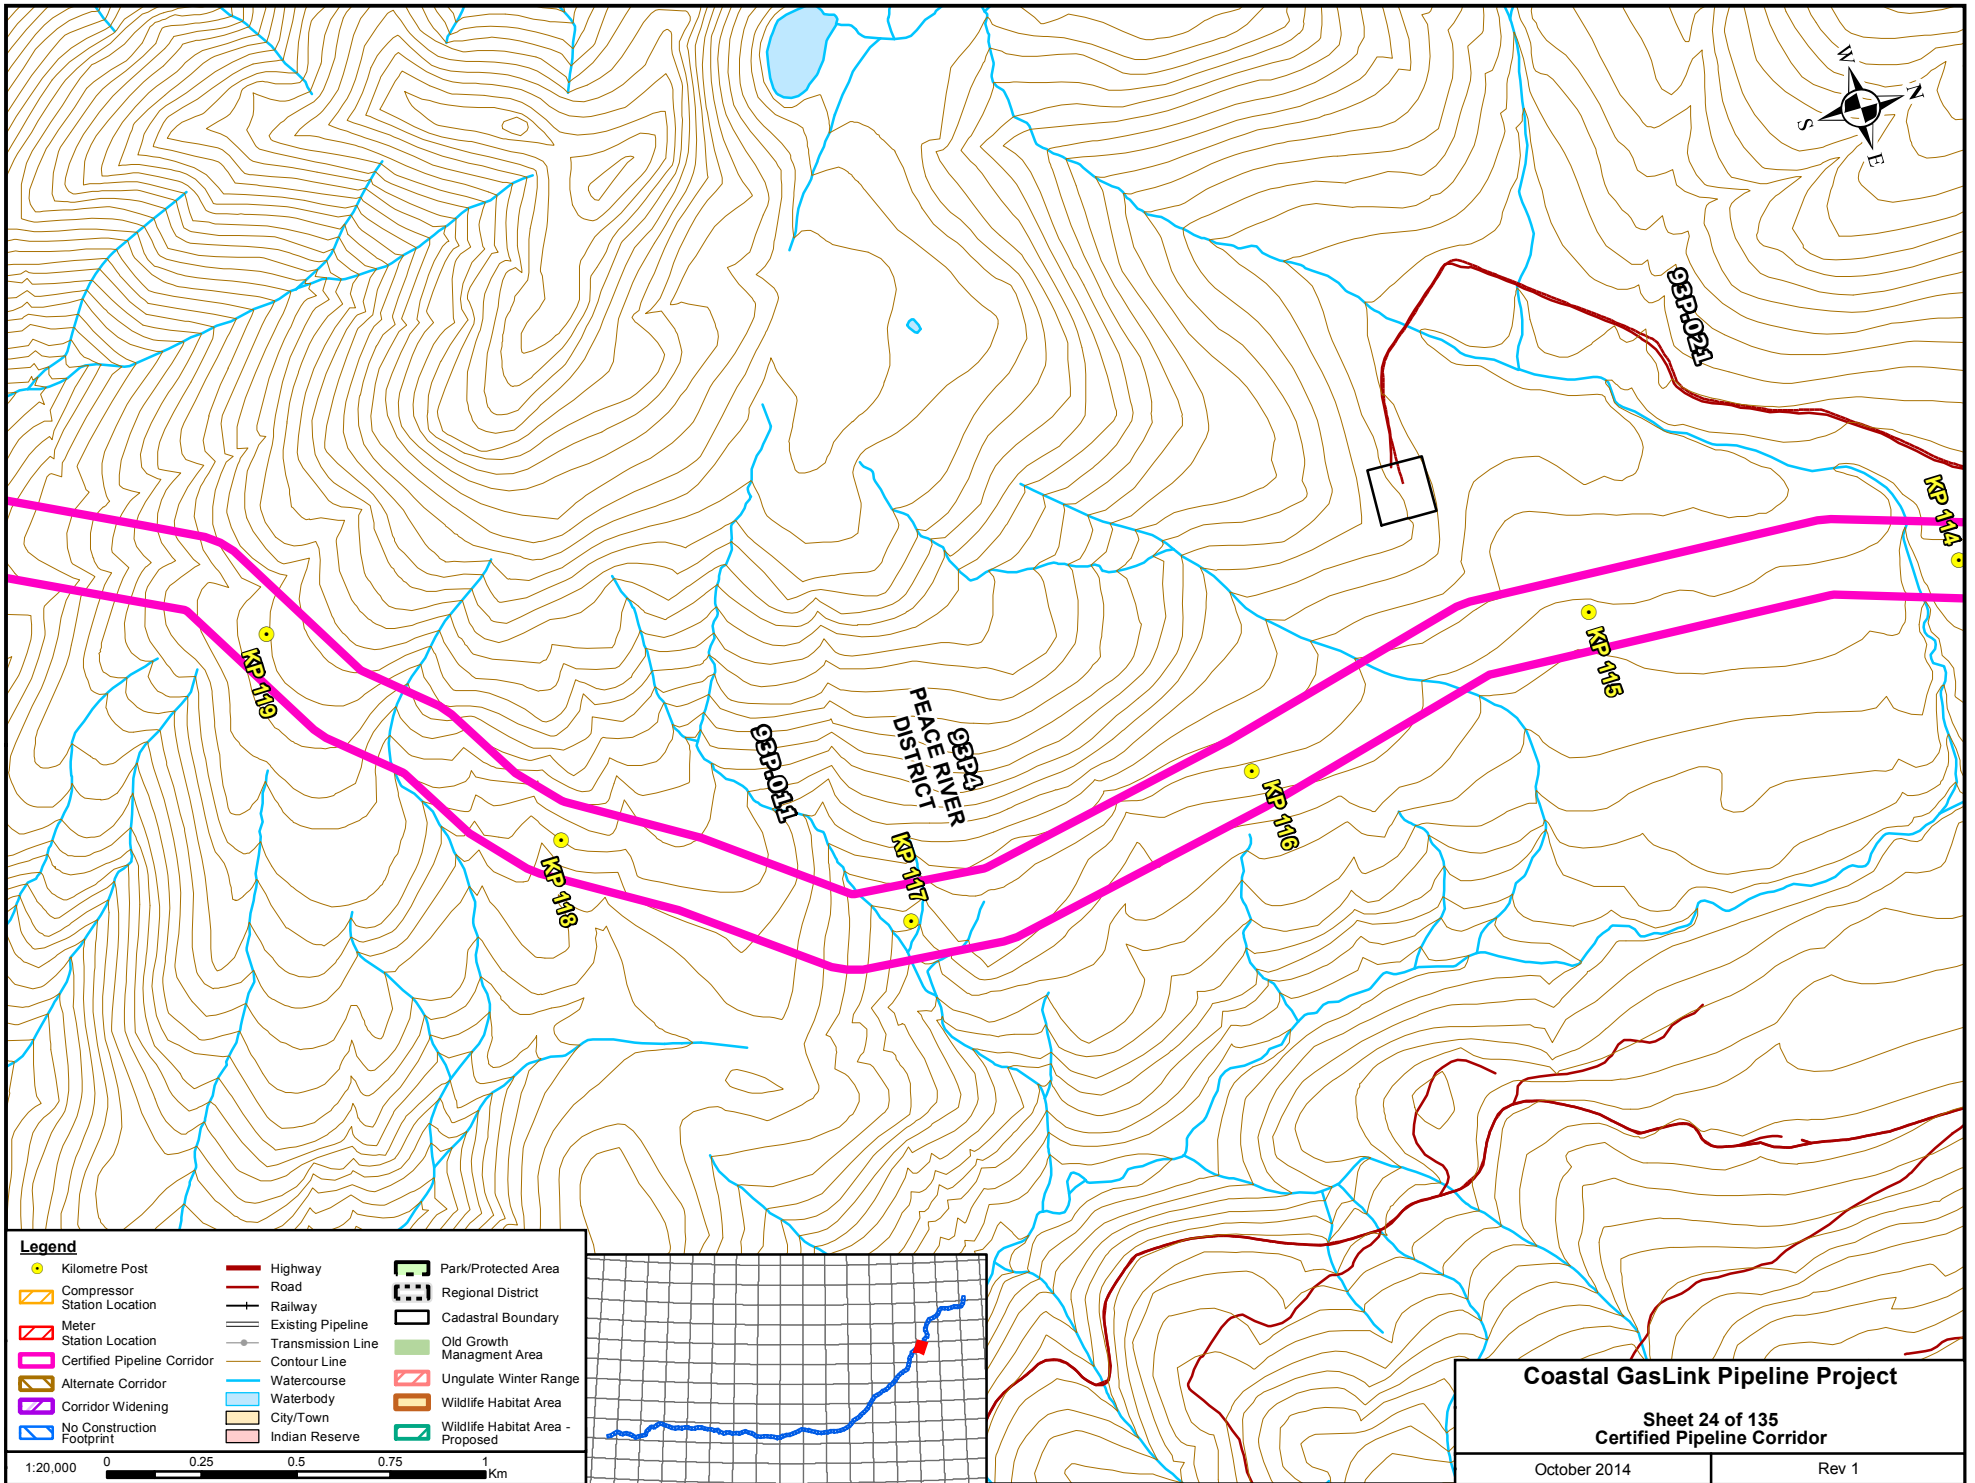 W
N
S
E
93P.021
KP 114
KP 115
KP 119
PEACE RIVER
DISTRICT
93P4
93P.011
KP 116
KP 117
KP 118
Legend
Kilometre Post
Compressor
Station Location
Meter
Station Location
Certified Pipeline Corridor
Alternate Corridor
Corridor Widening
No Construction
Footprint
Highway
Road
Railway
Existing Pipeline
Transmission Line
Contour Line
Watercourse
Waterbody
City/Town
Indian Reserve
Park/Protected Area
Regional District
Cadastral Boundary
Old Growth
Managment Area
Ungulate Winter Range
Wildlife Habitat Area
Wildlife Habitat Area -
Proposed
1:20,000
0 0.25 0.5 0.75 1
Km
Coastal GasLink Pipeline Project
Sheet 24 of 135
Certified Pipeline Corridor
October 2014
Rev 1